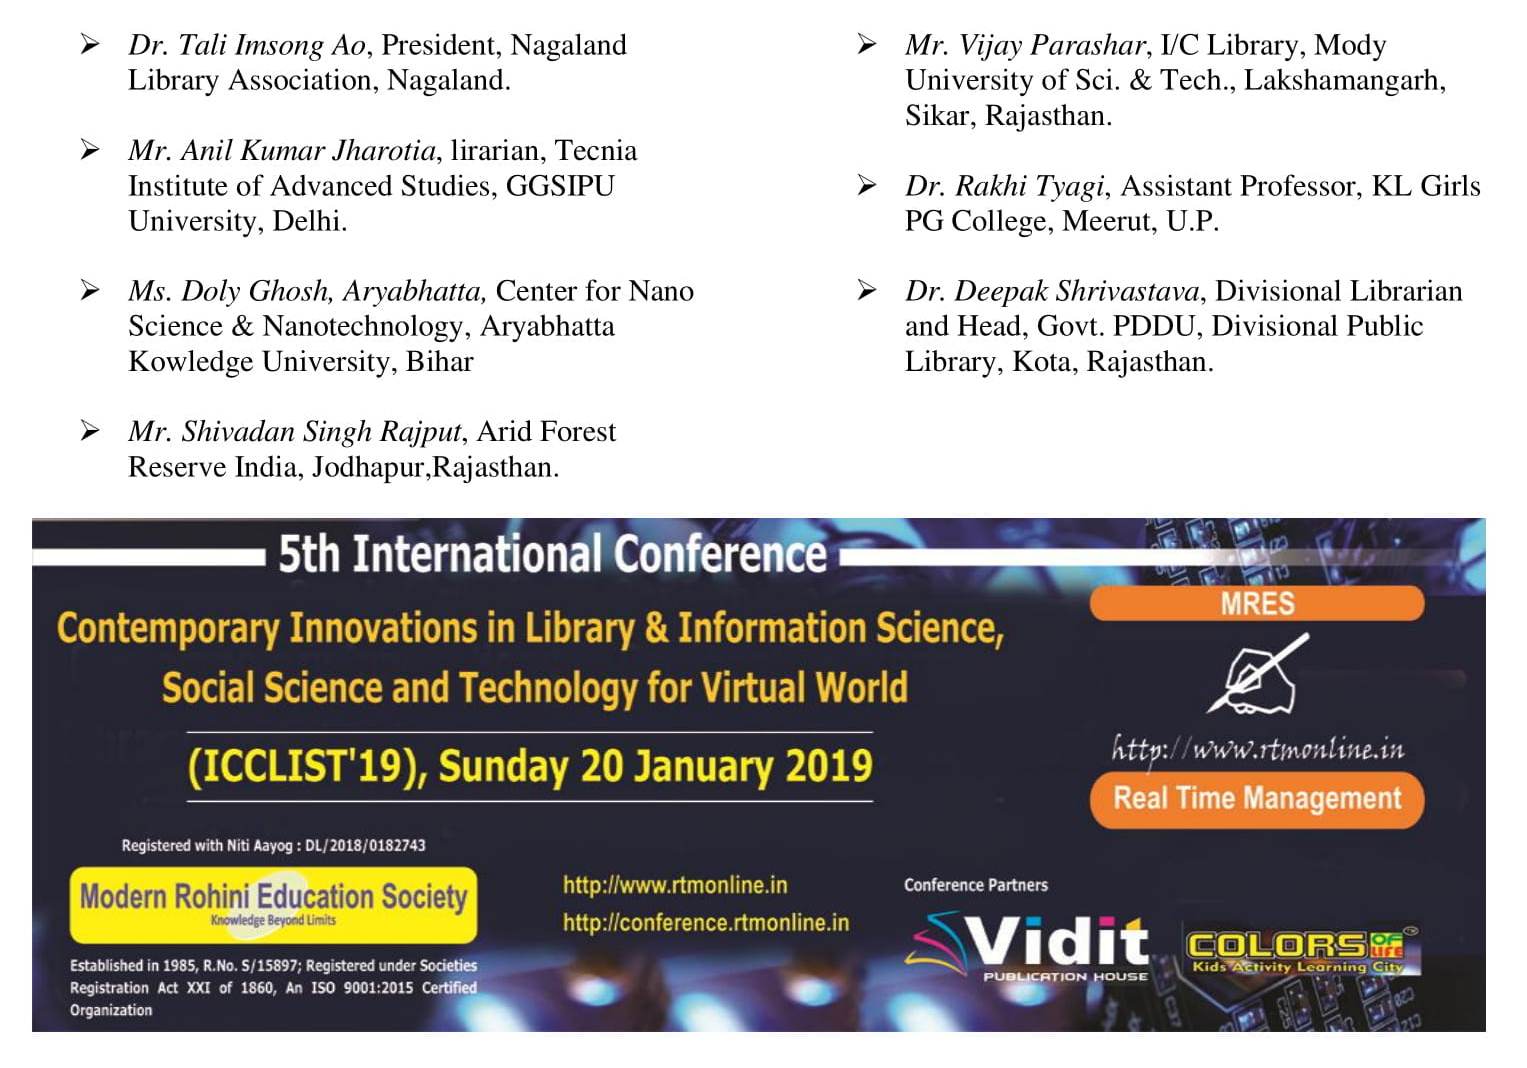 ➢ Dr. Tali Imsong Ao, President, Nagaland
Library Association, Nagaland.
➢ Mr. Anil Kumar Jharotia, lirarian, Tecnia
Institute of Advanced Studies, GGSIPU
University, Delhi.
➢ Ms. Doly Ghosh, Aryabhatta, Center for Nano
Science & Nanotechnology, Aryabhatta
Kowledge University, Bihar
➢ Mr. Shivadan Singh Rajput, Arid Forest
Reserve India, Jodhapur,Rajasthan.
➢ Mr. Vijay Parashar, I/C Library, Mody
University of Sci. & Tech., Lakshamangarh,
Sikar, Rajasthan.
➢ Dr. Rakhi Tyagi, Assistant Professor, KL Girls
PG College, Meerut, U.P.
➢ Dr. Deepak Shrivastava, Divisional Librarian
and Head, Govt. PDDU, Divisional Public
Library, Kota, Rajasthan.
5th International Conference
Contemporary Innovations in Library & Information Science,
Social Science and Technology for Virtual World
(ICCLIST'19), Sunday 20 January 2019
MRES
http://www.rtmonline.in
Real Time Management
Registered with Niti Aayog : DL/2018/0182743
Modern Rohini Education Society
Knowledge Beyond Limits
Established in 1985, R.No. S/15897; Registered under Societies
Registration Act XXI of 1860, An ISO 9001:2015 Certified
Organization
http://www.rtmonline.in
http://conference.rtmonline.in
Conference Partners
Vidit
PUBLICATION HOUSE
COLORS OF LIFE
Kids Activity Learning City